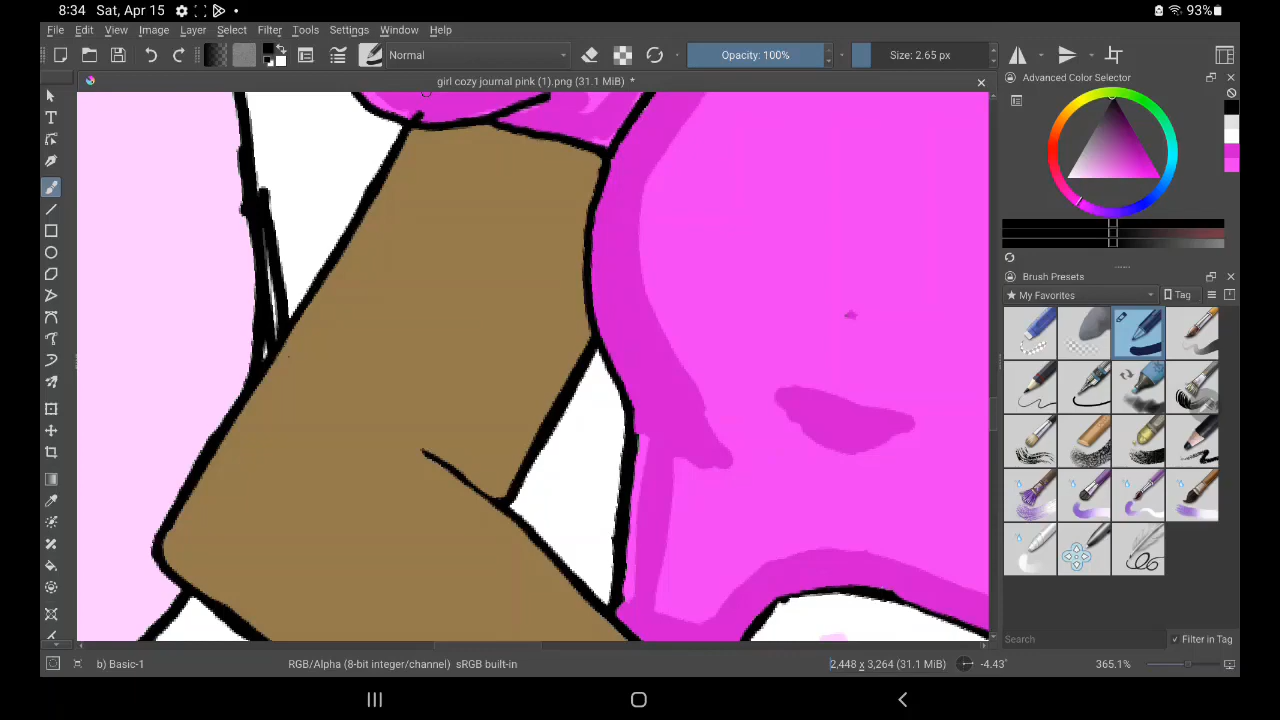 8:34 Sat, Apr 15 93%
File Edit View Image Layer Select Filter Tools Settings Window Help
Normal Opacity: 100% Size: 2.65 px
girl cozy journal pink (1).png (31.1 MiB) *
Advanced Color Selector
Brush Presets
My Favorites Tag
Search Filter in Tag
b) Basic-1 RGB/Alpha (8-bit integer/channel) sRGB built-in 2,448 x 3,264 (31.1 MiB) -4.43° 365.1%